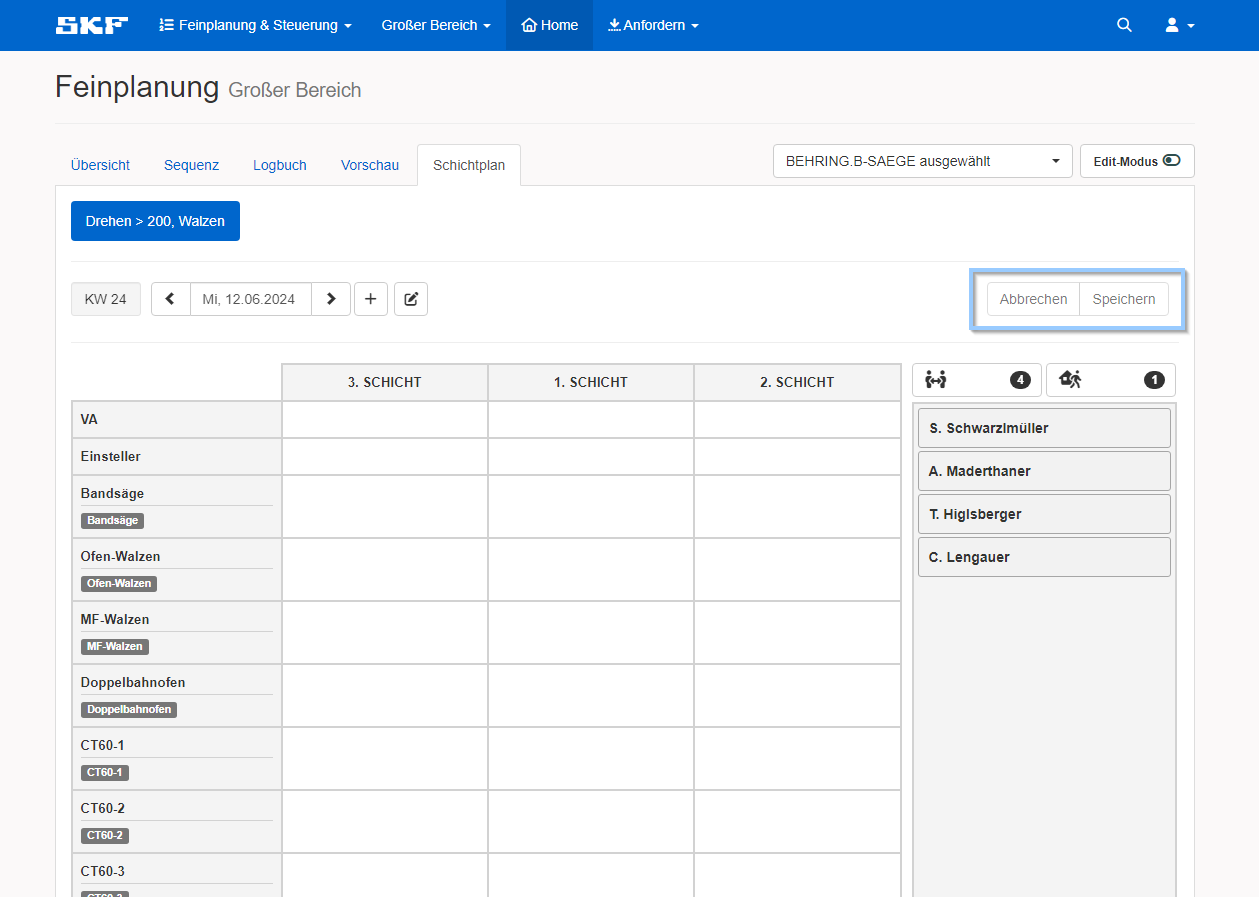 SKF Feinplanung & Steuerung Großer Bereich Home Anfordern
Feinplanung Großer Bereich
Übersicht Sequenz Logbuch Vorschau Schichtplan BEHRING.B-SAEGE ausgewählt Edit-Modus
Drehen > 200, Walzen
KW 24 Mi, 12.06.2024 Abbrechen Speichern
3. SCHICHT 1. SCHICHT 2. SCHICHT 4 1
VA
S. Schwarzlmüller
Einsteller
A. Maderthaner
Bandsäge
Bandsäge
T. Higlsberger
Ofen-Walzen
C. Lengauer
Ofen-Walzen
MF-Walzen
MF-Walzen
Doppelbahnofen
Doppelbahnofen
CT60-1
CT60-1
CT60-2
CT60-2
CT60-3
CT60-3